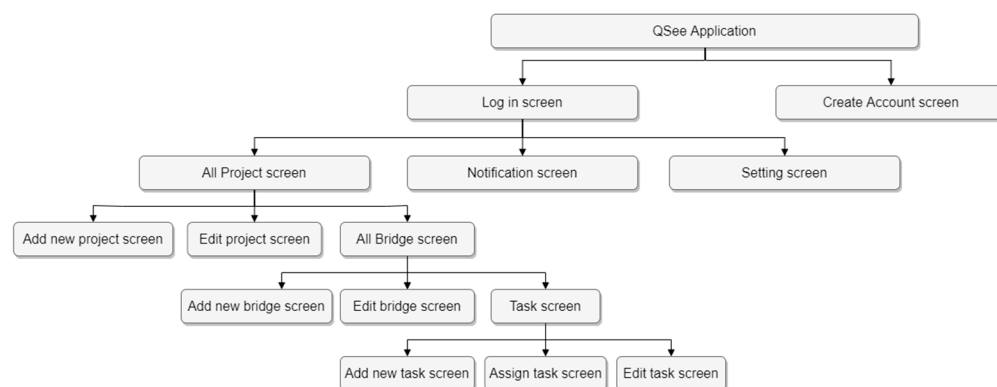 QSee Application
Log in screen
Create Account screen
All Project screen
Notification screen
Setting screen
Add new project screen
Edit project screen
All Bridge screen
Add new bridge screen
Edit bridge screen
Task screen
Add new task screen
Assign task screen
Edit task screen